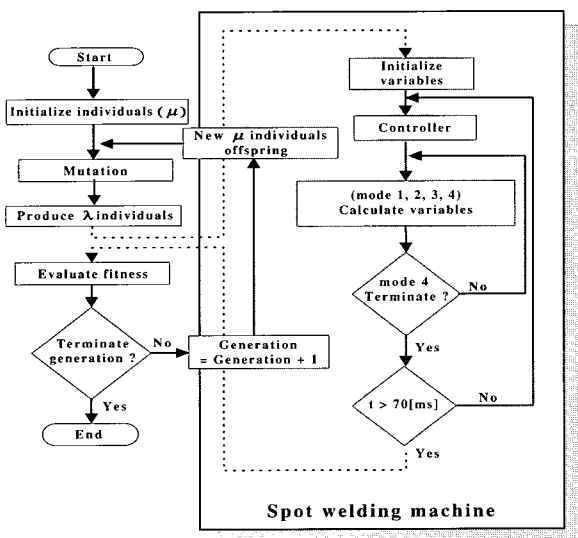 Start
Initialize individuals (μ)
Mutation
Produce λ individuals
Evaluate fitness
Terminate
generation ?
No
Yes
End
New μ individuals
offspring
Generation
= Generation + 1
Initialize
variables
Controller
(mode 1, 2, 3, 4)
Calculate variables
mode 4
Terminate ?
No
Yes
t > 70[ms]
No
Yes
Spot welding machine